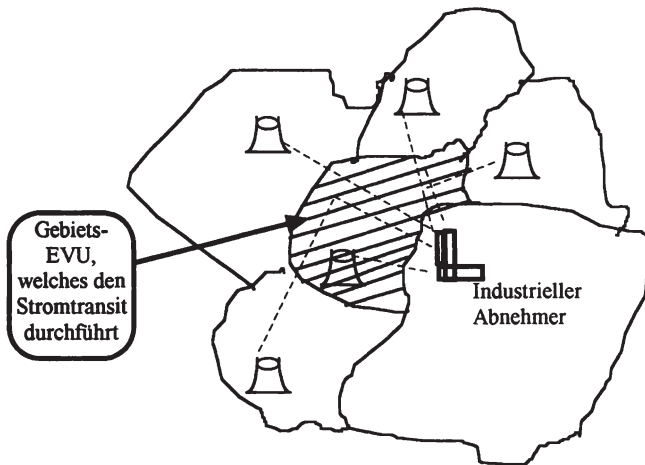 Gebiets-
EVU,
welches den
Stromtransit
durchführt
Industrieller
Abnehmer